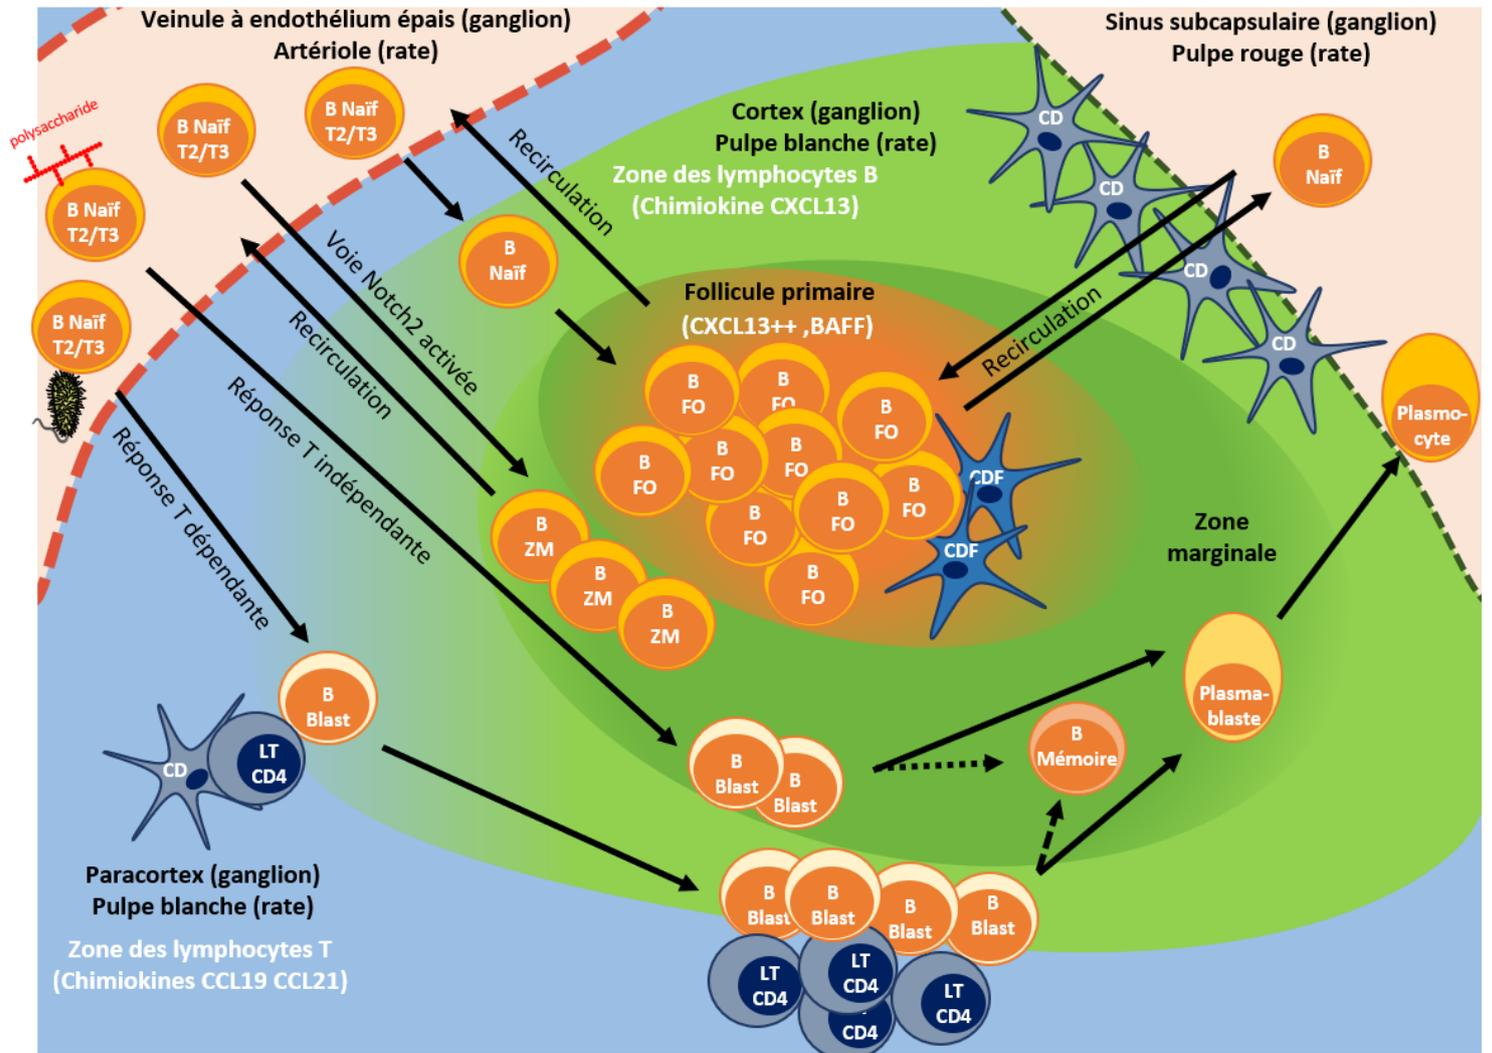 Veinule à endothélium épais (ganglion)
Artériole (rate)
Sinus subcapsulaire (ganglion)
Pulpe rouge (rate)
polysaccharide
B Naïf
T2/T3
B Naïf
T2/T3
B Naïf
T2/T3
B Naïf
T2/T3
Recirculation
B
Naïf
Cortex (ganglion)
Pulpe blanche (rate)
Zone des lymphocytes B
(Chimiokine CXCL13)
CD
CD
CD
CD
B
Naïf
Recirculation
Voie Notch2 activée
Recirculation
Réponse T indépendante
Réponse T dépendante
Follicule primaire
(CXCL13++ ,BAFF)
B
FO
B
FO
B
FO
B
FO
B
FO
B
FO
B
FO
B
FO
B
FO
B
FO
CDF
CDF
Plasmo-
cyte
Zone
marginale
B
ZM
B
ZM
B
ZM
B
Blast
CD
LT
CD4
B
Blast
B
Blast
B
Mémoire
Plasma-
blaste
B
Blast
B
Blast
B
Blast
B
Blast
LT
CD4
LT
CD4
LT
CD4
CD4
Paracortex (ganglion)
Pulpe blanche (rate)
Zone des lymphocytes T
(Chimiokines CCL19 CCL21)